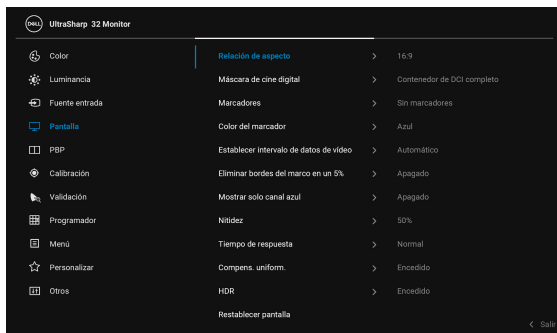 DELL UltraSharp 32 Monitor
Color Relación de aspecto > 16:9
Luminancia Máscara de cine digital > Contenedor de DCI completo
Fuente entrada Marcadores > Sin marcadores
Pantalla Color del marcador > Azul
PBP Establecer intervalo de datos de vídeo > Automático
Calibración Eliminar bordes del marco en un 5% > Apagado
Validación Mostrar solo canal azul > Apagado
Programador Nitidez > 50%
Menú Tiempo de respuesta > Normal
Personalizar Compens. uniform. > Encedido
Otros HDR > Encedido
Restablecer pantalla
< Salir